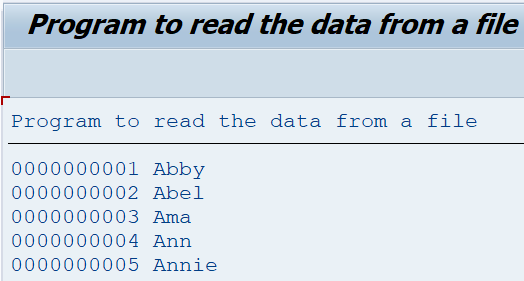 Program to read the data from a file
Program to read the data from a file
0000000001 Abby
0000000002 Abel
0000000003 Ama
0000000004 Ann
0000000005 Annie